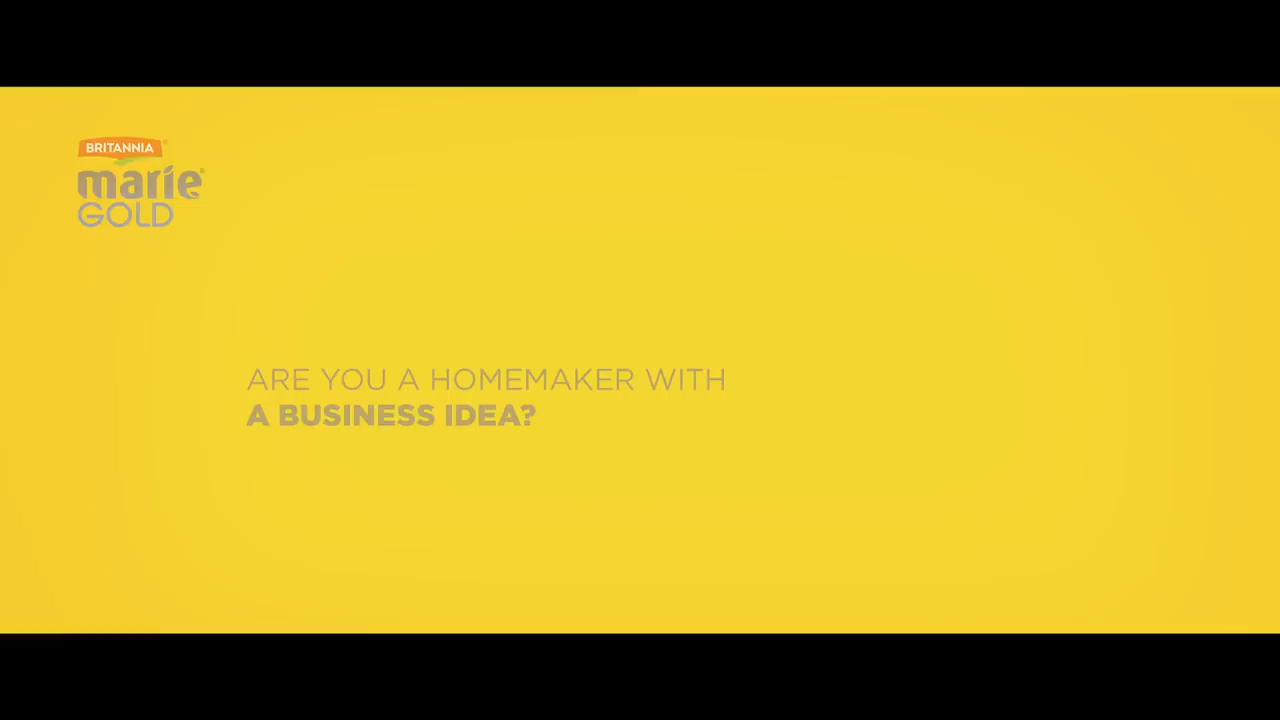 BRITANNIA
marie
GOLD
ARE YOU A HOMEMAKER WITH
A BUSINESS IDEA?